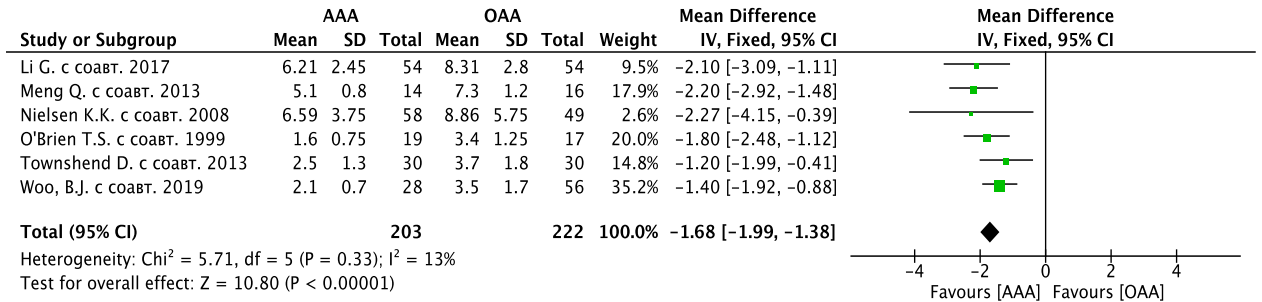 AAA OAA Mean Difference Mean Difference
Study or Subgroup Mean SD Total Mean SD Total Weight IV, Fixed, 95% CI IV, Fixed, 95% CI
Li G. с соавт. 2017 6.21 2.45 54 8.31 2.8 54 9.5% −2.10 [−3.09, −1.11]
Meng Q. с соавт. 2013 5.1 0.8 14 7.3 1.2 16 17.9% −2.20 [−2.92, −1.48]
Nielsen K.K. с соавт. 2008 6.59 3.75 58 8.86 5.75 49 2.6% −2.27 [−4.15, −0.39]
O'Brien T.S. с соавт. 1999 1.6 0.75 19 3.4 1.25 17 20.0% −1.80 [−2.48, −1.12]
Townshend D. с соавт. 2013 2.5 1.3 30 3.7 1.8 30 14.8% −1.20 [−1.99, −0.41]
Woo, B.J. с соавт. 2019 2.1 0.7 28 3.5 1.7 56 35.2% −1.40 [−1.92, −0.88]
Total (95% CI) 203 222 100.0% −1.68 [−1.99, −1.38]
Heterogeneity: Chi² = 5.71, df = 5 (P = 0.33); I² = 13%
Test for overall effect: Z = 10.80 (P < 0.00001)
−4 −2 0 2 4
Favours [AAA] Favours [OAA]